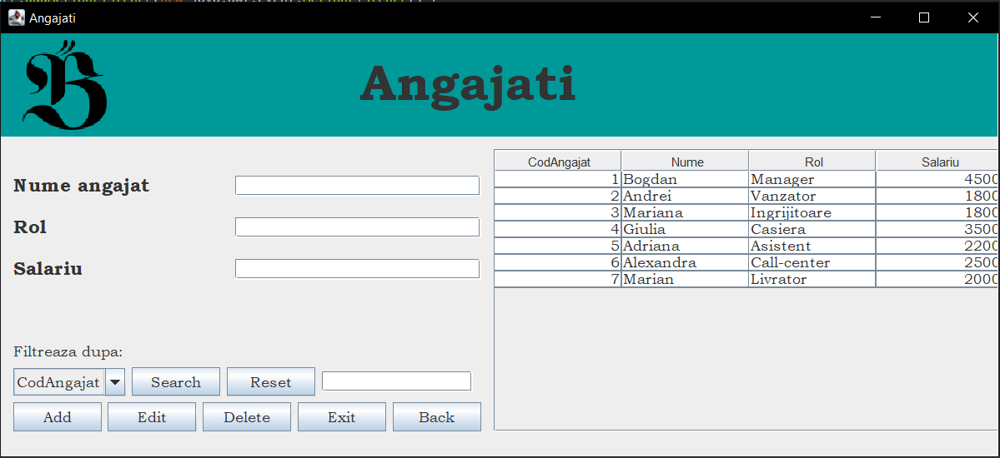 Angajati
B
Angajati
Nume angajat
Rol
Salariu
Filtreaza dupa:
CodAngajat Search Reset
Add Edit Delete Exit Back
CodAngajat Nume Rol Salariu
1 Bogdan Manager 4500
2 Andrei Vanzator 1800
3 Mariana Ingrijitoare 1800
4 Giulia Casiera 3500
5 Adriana Asistent 2200
6 Alexandra Call-center 2500
7 Marian Livrator 2000